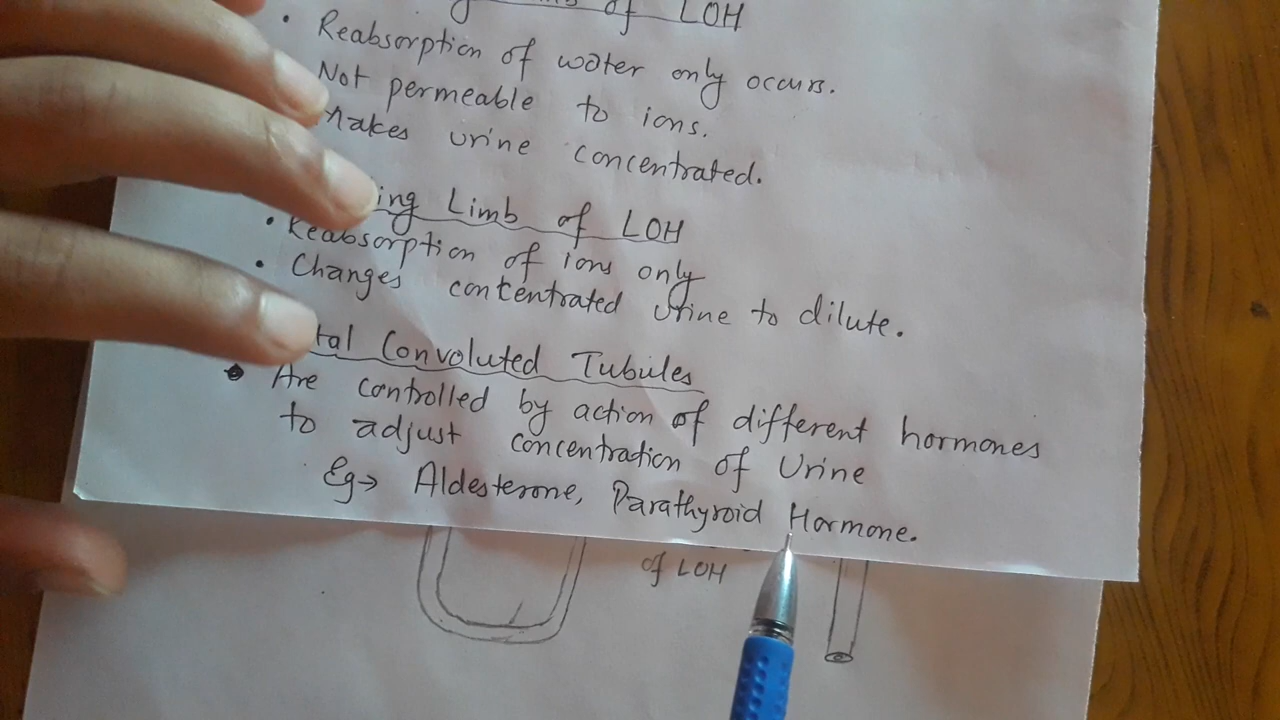 of LOH
• Reabsorption of water only occurs.
Not permeable to ions.
Makes urine concentrated.
ing Limb of LOH
• Reabsorption of ions only
• Changes concentrated Urine to dilute.
tal Convoluted Tubules
• Are controlled by action of different hormones
to adjust concentration of Urine
Eg→ Aldesterone, Parathyroid Hormone.
of LOH